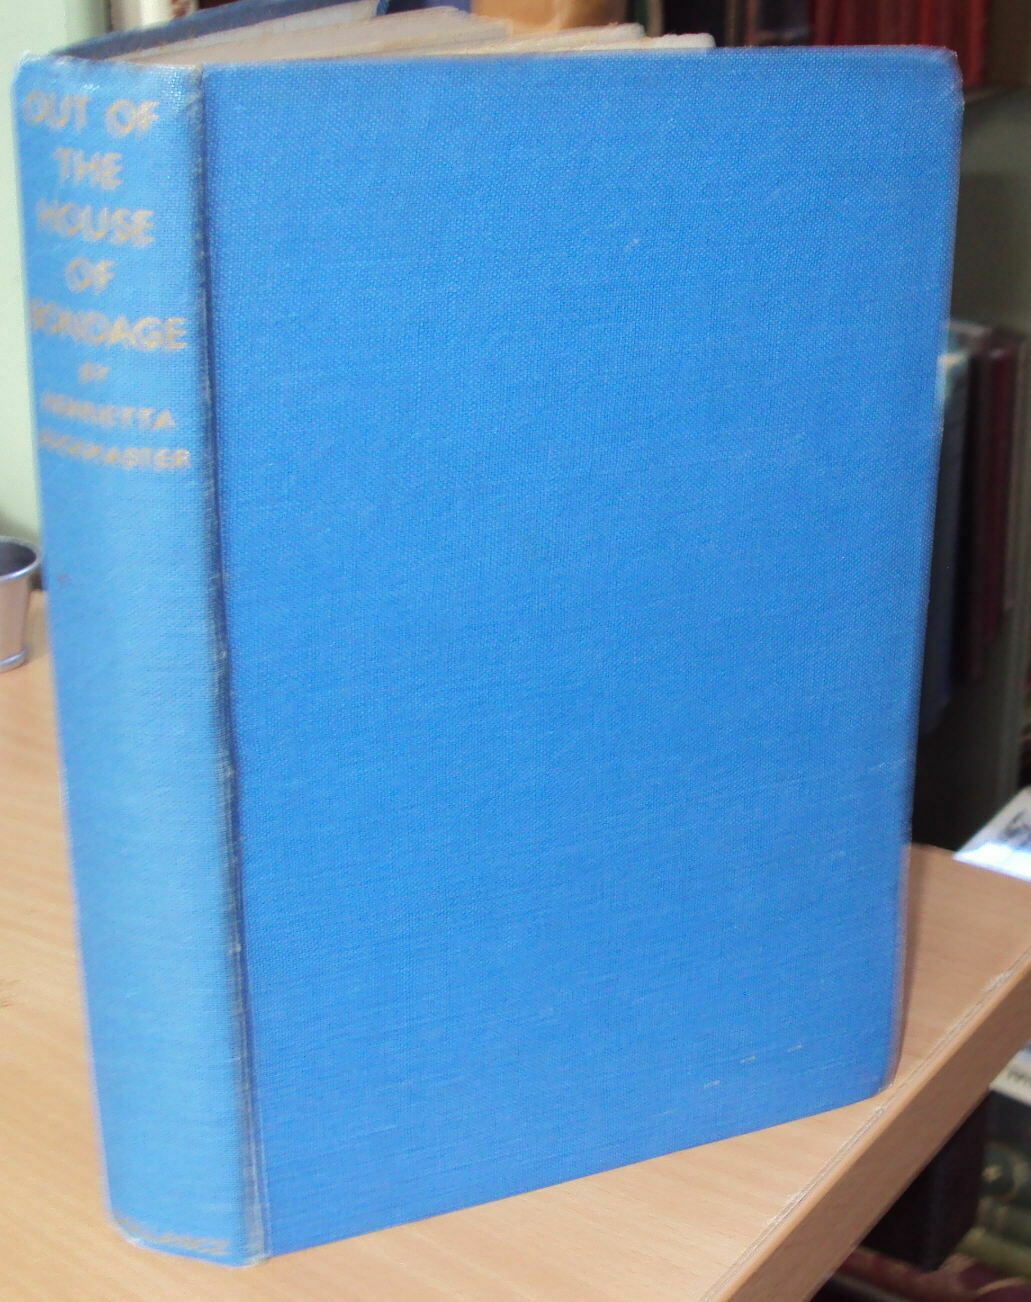 OUT OF
THE
HOUSE
OF
BONDAGE
BY
HENRIETTA
BUCKMASTER